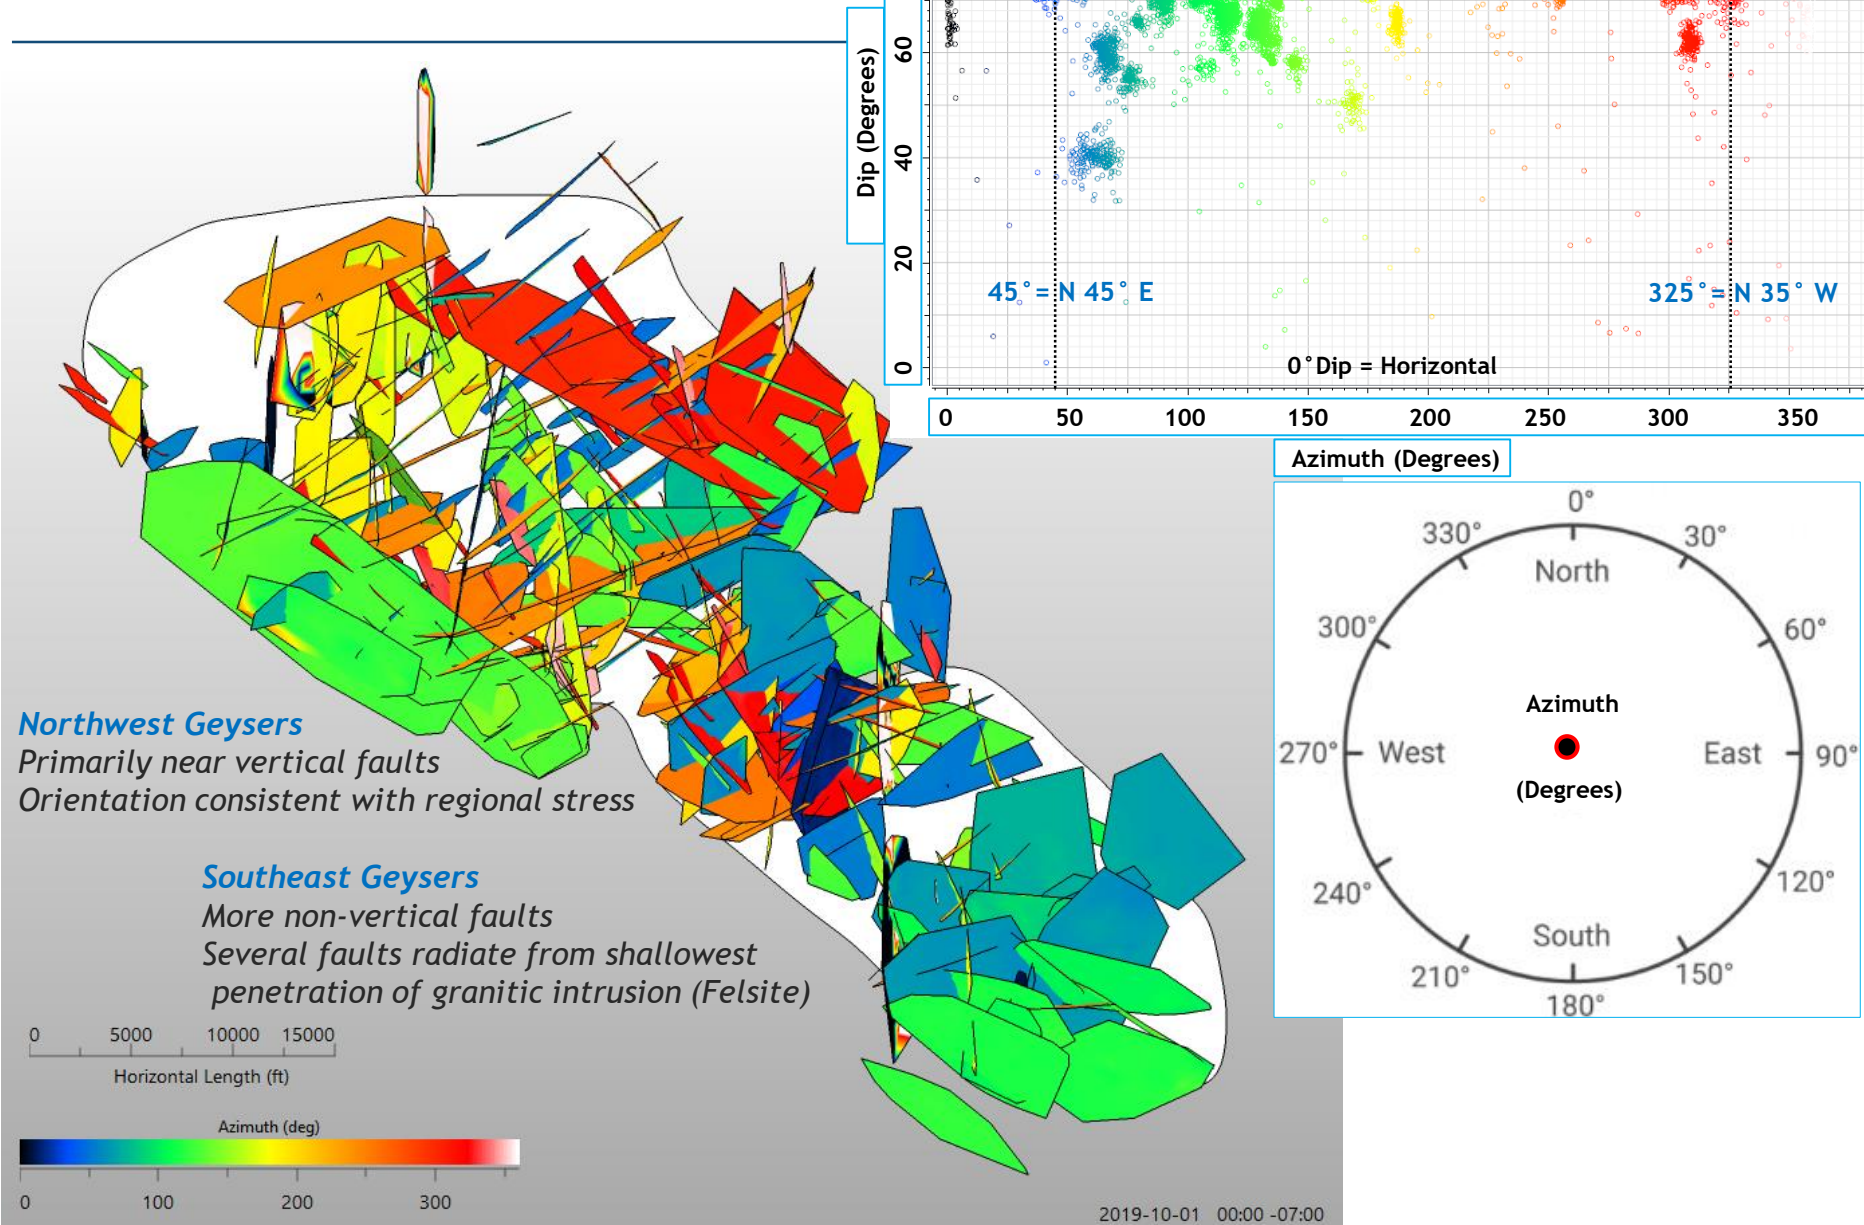 Dip (Degrees)
60
40
20
0
45°= N 45° E
325°= N 35° W
0°Dip = Horizontal
0 50 100 150 200 250 300 350
Azimuth (Degrees)
0°
330° 30°
North
300° 60°
Azimuth
270° West East 90°
(Degrees)
240° 120°
South
210° 150°
180°
Northwest Geysers
Primarily near vertical faults
Orientation consistent with regional stress
Southeast Geysers
More non-vertical faults
Several faults radiate from shallowest
penetration of granitic intrusion (Felsite)
0 5000 10000 15000
Horizontal Length (ft)
Azimuth (deg)
0 100 200 300
2019-10-01 00:00 -07:00